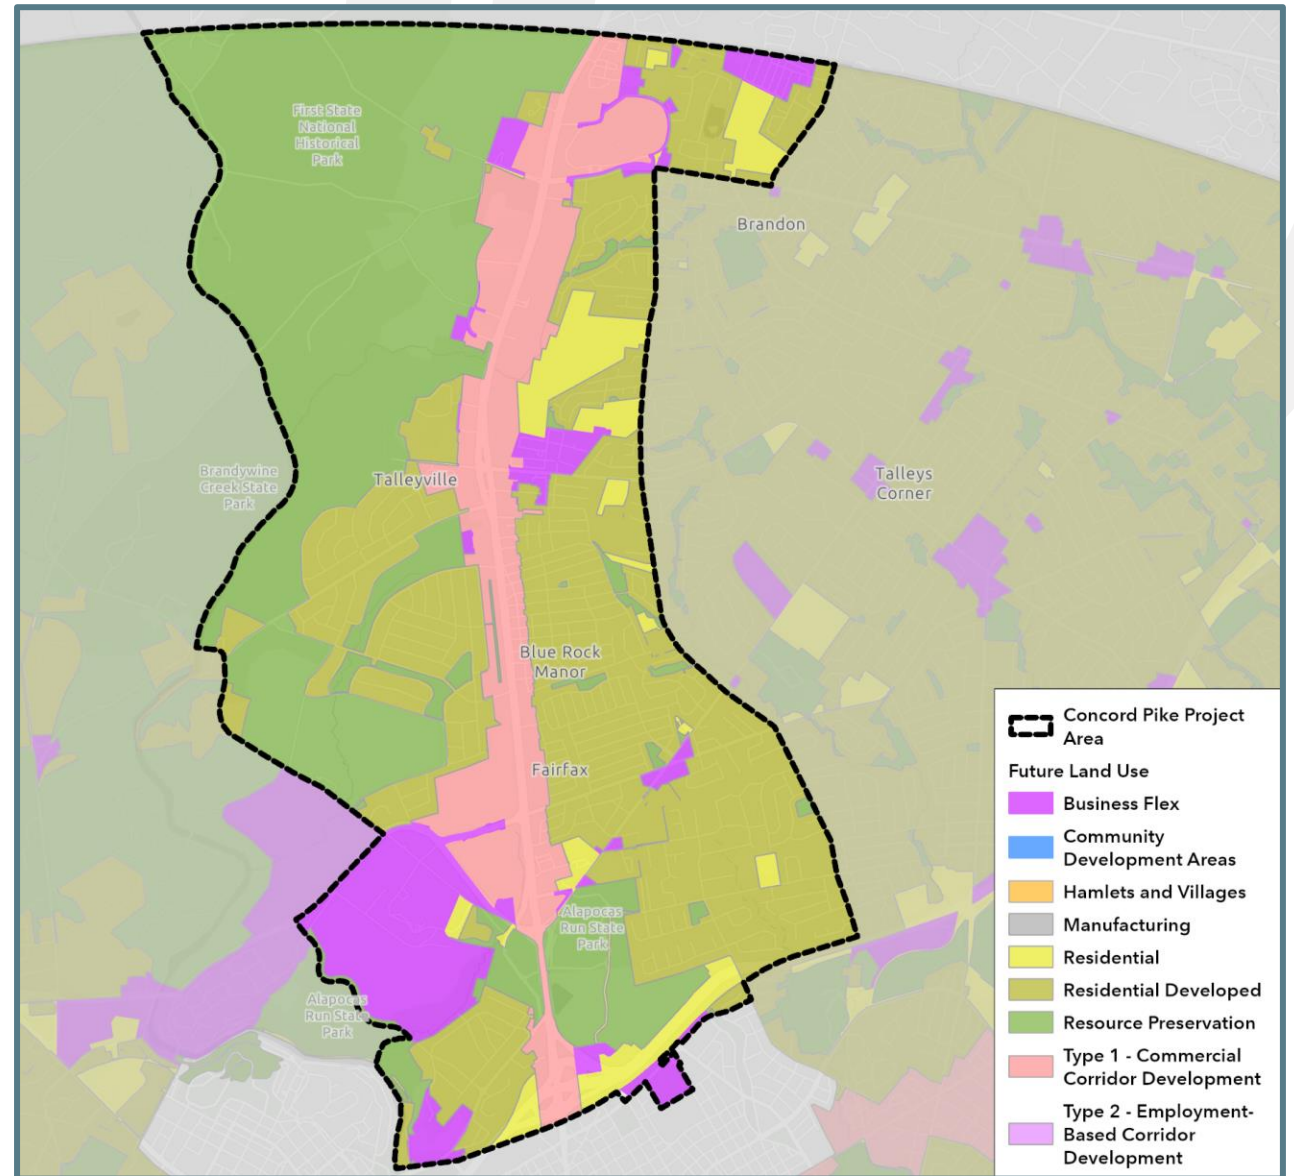 First State
National
Historical
Park
Brandon
Brandywine
Creek State
Park
Talleyville
Talleys
Corner
Blue Rock
Manor
Fairfax
Alapocas
Run State
Park
Alapocas
Run State
Park
Concord Pike Project
Area
Future Land Use
Business Flex
Community
Development Areas
Hamlets and Villages
Manufacturing
Residential
Residential Developed
Resource Preservation
Type 1 - Commercial
Corridor Development
Type 2 - Employment-
Based Corridor
Development